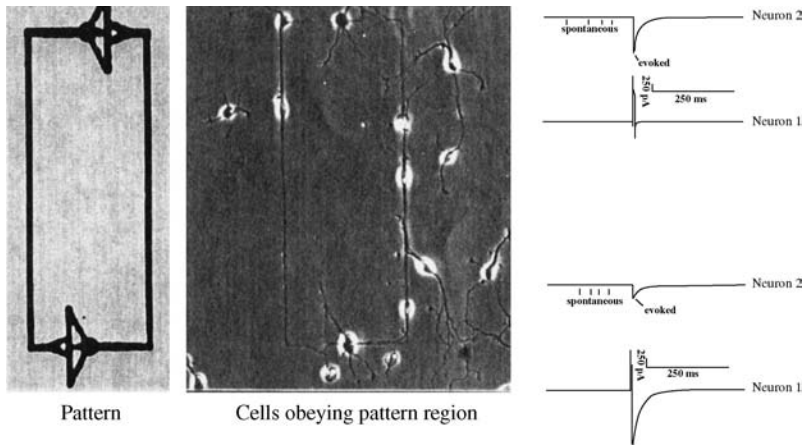 Neuron 2
spontaneous
evoked
250 pA
250 ms
Neuron 1
Neuron 2
spontaneous
evoked
250 pA
250 ms
Neuron 1
Pattern
Cells obeying pattern region